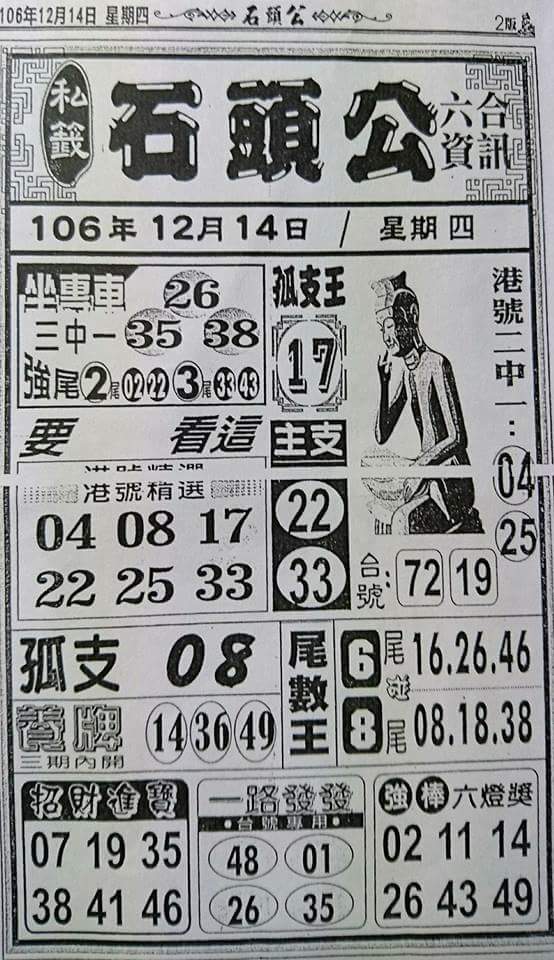 106年12月14日 星期四 石頭公 2版
私籤 石頭公 六合資訊
106年12月14日 / 星期四
坐專車 26
三中一 35 38
強尾 2尾 02 22 3尾 33 43
孤支王
17
港號二中一：
04
25
要看這
港號精選
04 08 17
22 25 33
主支
22
33
台號：72 19
孤支 08
養牌 14 36 49
三期內開
尾數王
6尾碰 16.26.46
8尾 08.18.38
招財進寶
07 19 35
38 41 46
一路發發
•台號專用•
48 01
26 35
強棒六燈獎
02 11 14
26 43 49